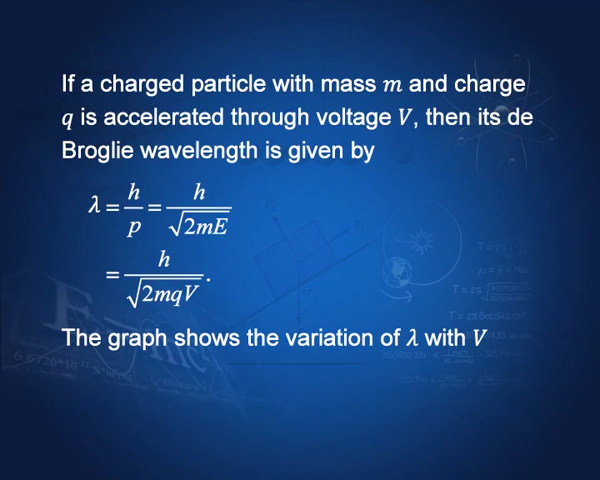 If a charged particle with mass m and charge
q is accelerated through voltage V, then its de
Broglie wavelength is given by
λ = h/p = h/√(2mE)
= h/√(2mqV).
The graph shows the variation of λ with V